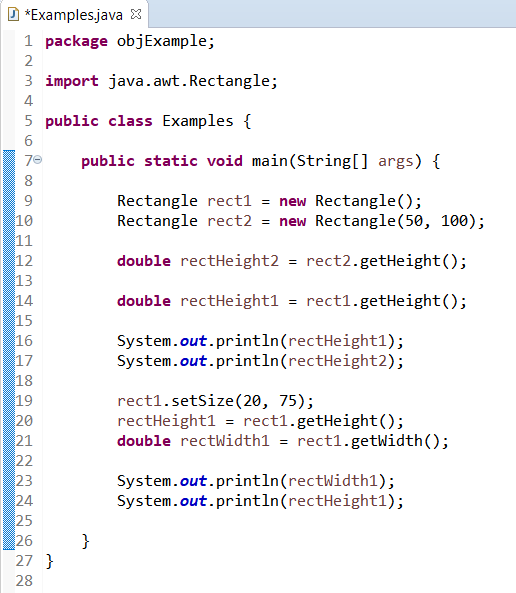 *Examples.java
1 package objExample;
2
3 import java.awt.Rectangle;
4
5 public class Examples {
6
7 public static void main(String[] args) {
8
9 Rectangle rect1 = new Rectangle();
10 Rectangle rect2 = new Rectangle(50, 100);
11
12 double rectHeight2 = rect2.getHeight();
13
14 double rectHeight1 = rect1.getHeight();
15
16 System.out.println(rectHeight1);
17 System.out.println(rectHeight2);
18
19 rect1.setSize(20, 75);
20 rectHeight1 = rect1.getHeight();
21 double rectWidth1 = rect1.getWidth();
22
23 System.out.println(rectWidth1);
24 System.out.println(rectHeight1);
25
26 }
27 }
28